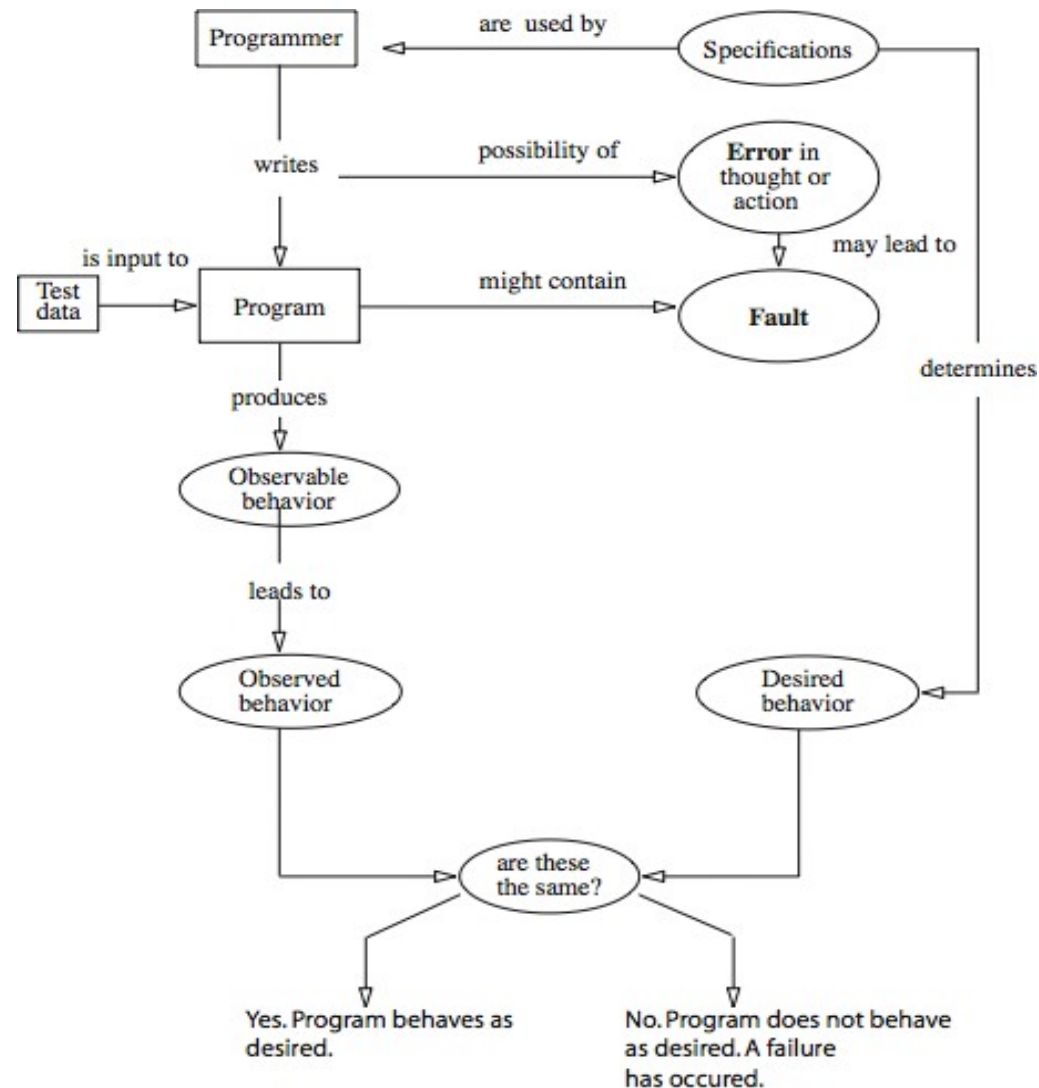 are used by
Programmer
Specifications
possibility of
Error in
thought or
action
writes
may lead to
is input to
Test
data
Program
might contain
Fault
determines
produces
Observable
behavior
leads to
Observed
behavior
Desired
behavior
are these
the same?
Yes. Program behaves as
desired.
No. Program does not behave
as desired. A failure
has occured.